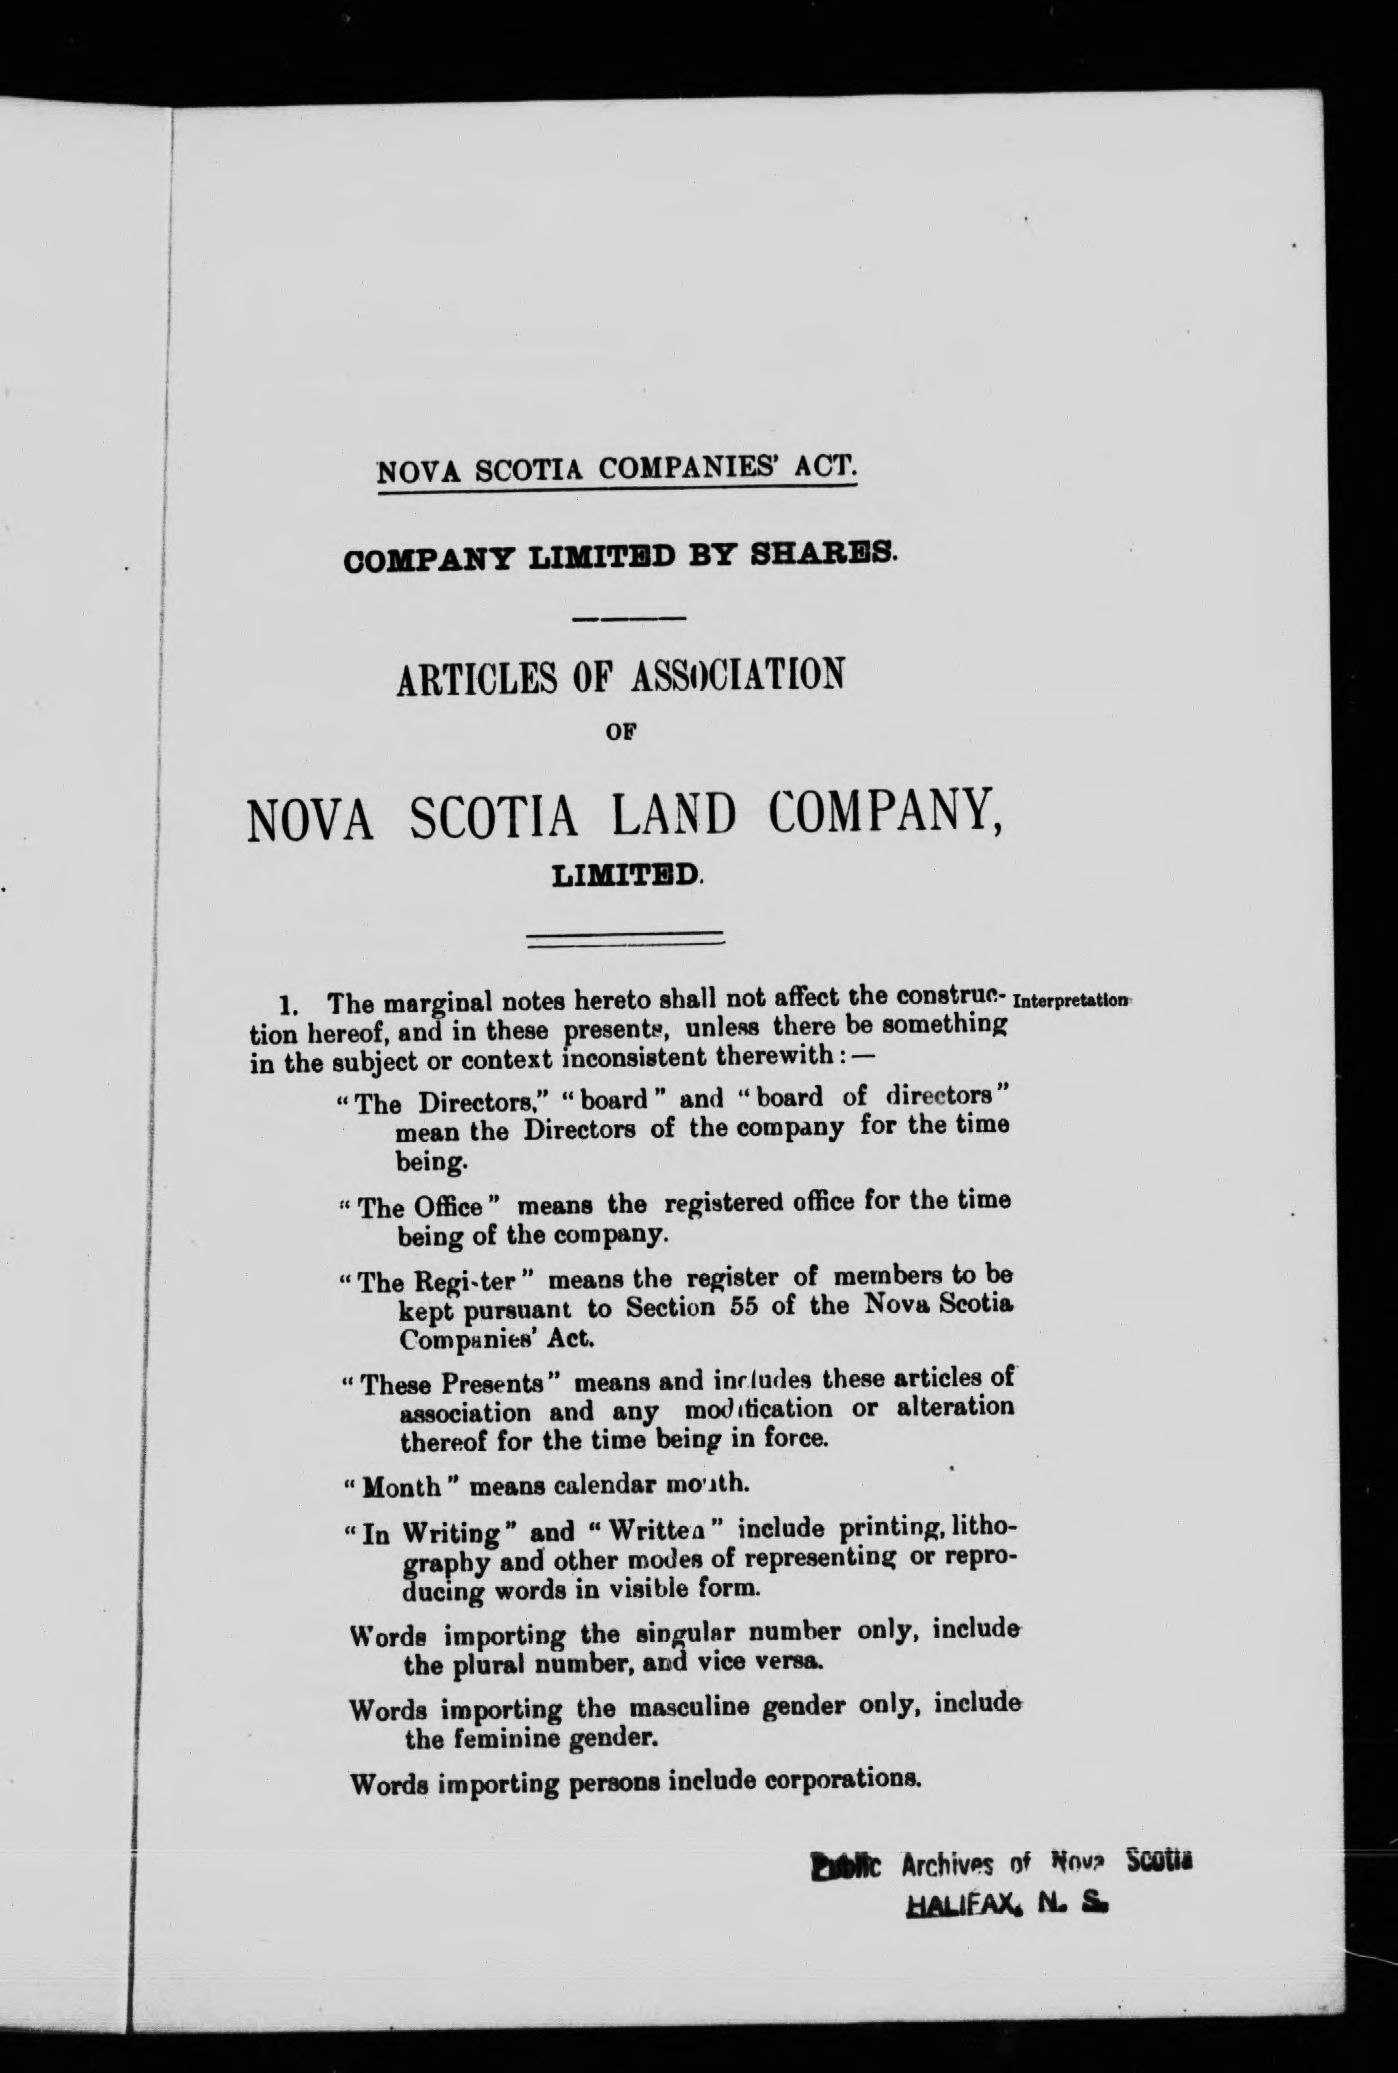 NOVA SCOTIA COMPANIES' ACT.
COMPANY LIMITED BY SHARES.
ARTICLES OF ASSOCIATION
OF
NOVA SCOTIA LAND COMPANY,
LIMITED.
1. The marginal notes hereto shall not affect the construc- Interpretation
tion hereof, and in these presents, unless there be something
in the subject or context inconsistent therewith:—
"The Directors," "board" and "board of directors"
mean the Directors of the company for the time
being.
"The Office" means the registered office for the time
being of the company.
"The Register" means the register of members to be
kept pursuant to Section 55 of the Nova Scotia
Companies' Act.
"These Presents" means and includes these articles of
association and any modification or alteration
thereof for the time being in force.
"Month" means calendar month.
"In Writing" and "Written" include printing, litho-
graphy and other modes of representing or repro-
ducing words in visible form.
Words importing the singular number only, include
the plural number, and vice versa.
Words importing the masculine gender only, include
the feminine gender.
Words importing persons include corporations.
Public Archives of Nova Scotia
HALIFAX, N. S.